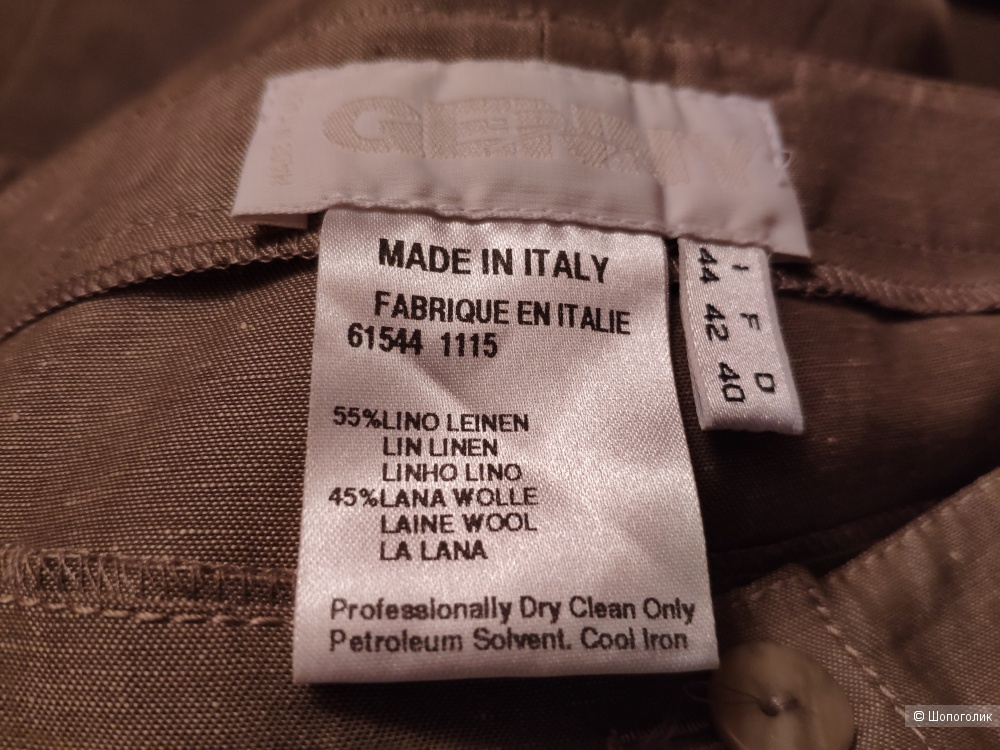 MADE IN ITALY
FABRIQUE EN ITALIE
61544 1115
55%LINO LEINEN
LIN LINEN
LINHO LINO
45%LANA WOLLE
LAINE WOOL
LA LANA
Professionally Dry Clean Only
Petroleum Solvent. Cool Iron
I F D
44 42 40
© Шопоголик